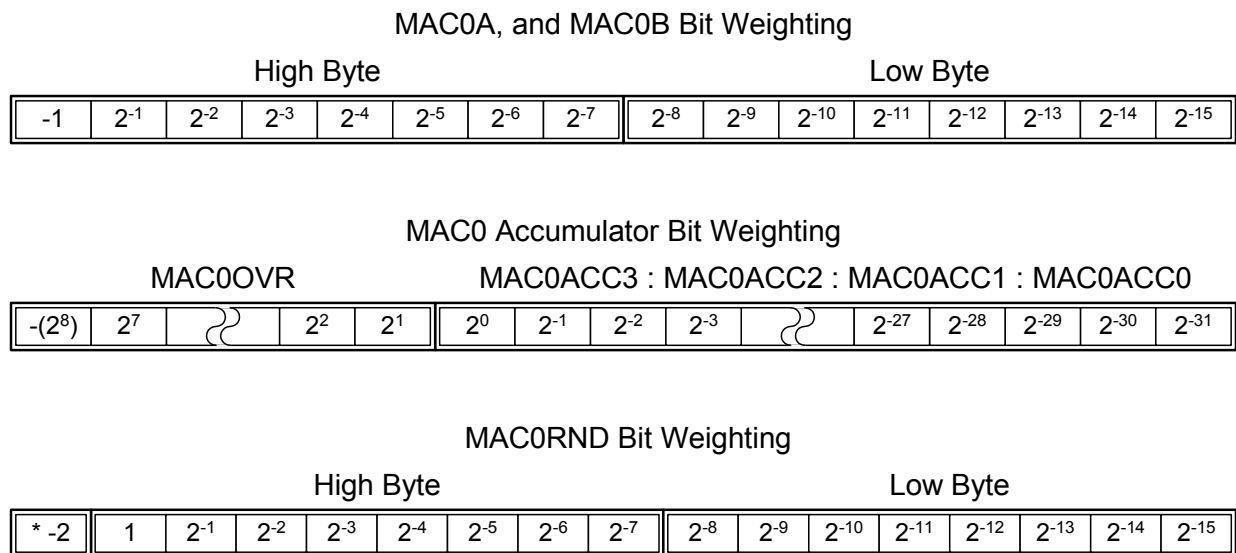 MAC0A, and MAC0B Bit Weighting
High Byte Low Byte
-1 2⁻¹ 2⁻² 2⁻³ 2⁻⁴ 2⁻⁵ 2⁻⁶ 2⁻⁷ 2⁻⁸ 2⁻⁹ 2⁻¹⁰ 2⁻¹¹ 2⁻¹² 2⁻¹³ 2⁻¹⁴ 2⁻¹⁵
MAC0 Accumulator Bit Weighting
MAC0OVR MAC0ACC3 : MAC0ACC2 : MAC0ACC1 : MAC0ACC0
-(2⁸) 2⁷ 2² 2¹ 2⁰ 2⁻¹ 2⁻² 2⁻³ 2⁻²⁷ 2⁻²⁸ 2⁻²⁹ 2⁻³⁰ 2⁻³¹
MAC0RND Bit Weighting
High Byte Low Byte
* -2 1 2⁻¹ 2⁻² 2⁻³ 2⁻⁴ 2⁻⁵ 2⁻⁶ 2⁻⁷ 2⁻⁸ 2⁻⁹ 2⁻¹⁰ 2⁻¹¹ 2⁻¹² 2⁻¹³ 2⁻¹⁴ 2⁻¹⁵